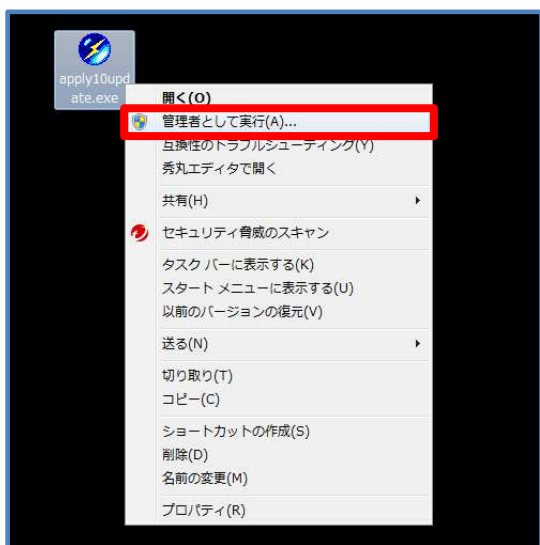 apply10upd
ate.exe
開く(O)
管理者として実行(A)...
互換性のトラブルシューティング(Y)
秀丸エディタで開く
共有(H)
セキュリティ脅威のスキャン
タスク バーに表示する(K)
スタート メニューに表示する(U)
以前のバージョンの復元(V)
送る(N)
切り取り(T)
コピー(C)
ショートカットの作成(S)
削除(D)
名前の変更(M)
プロパティ(R)